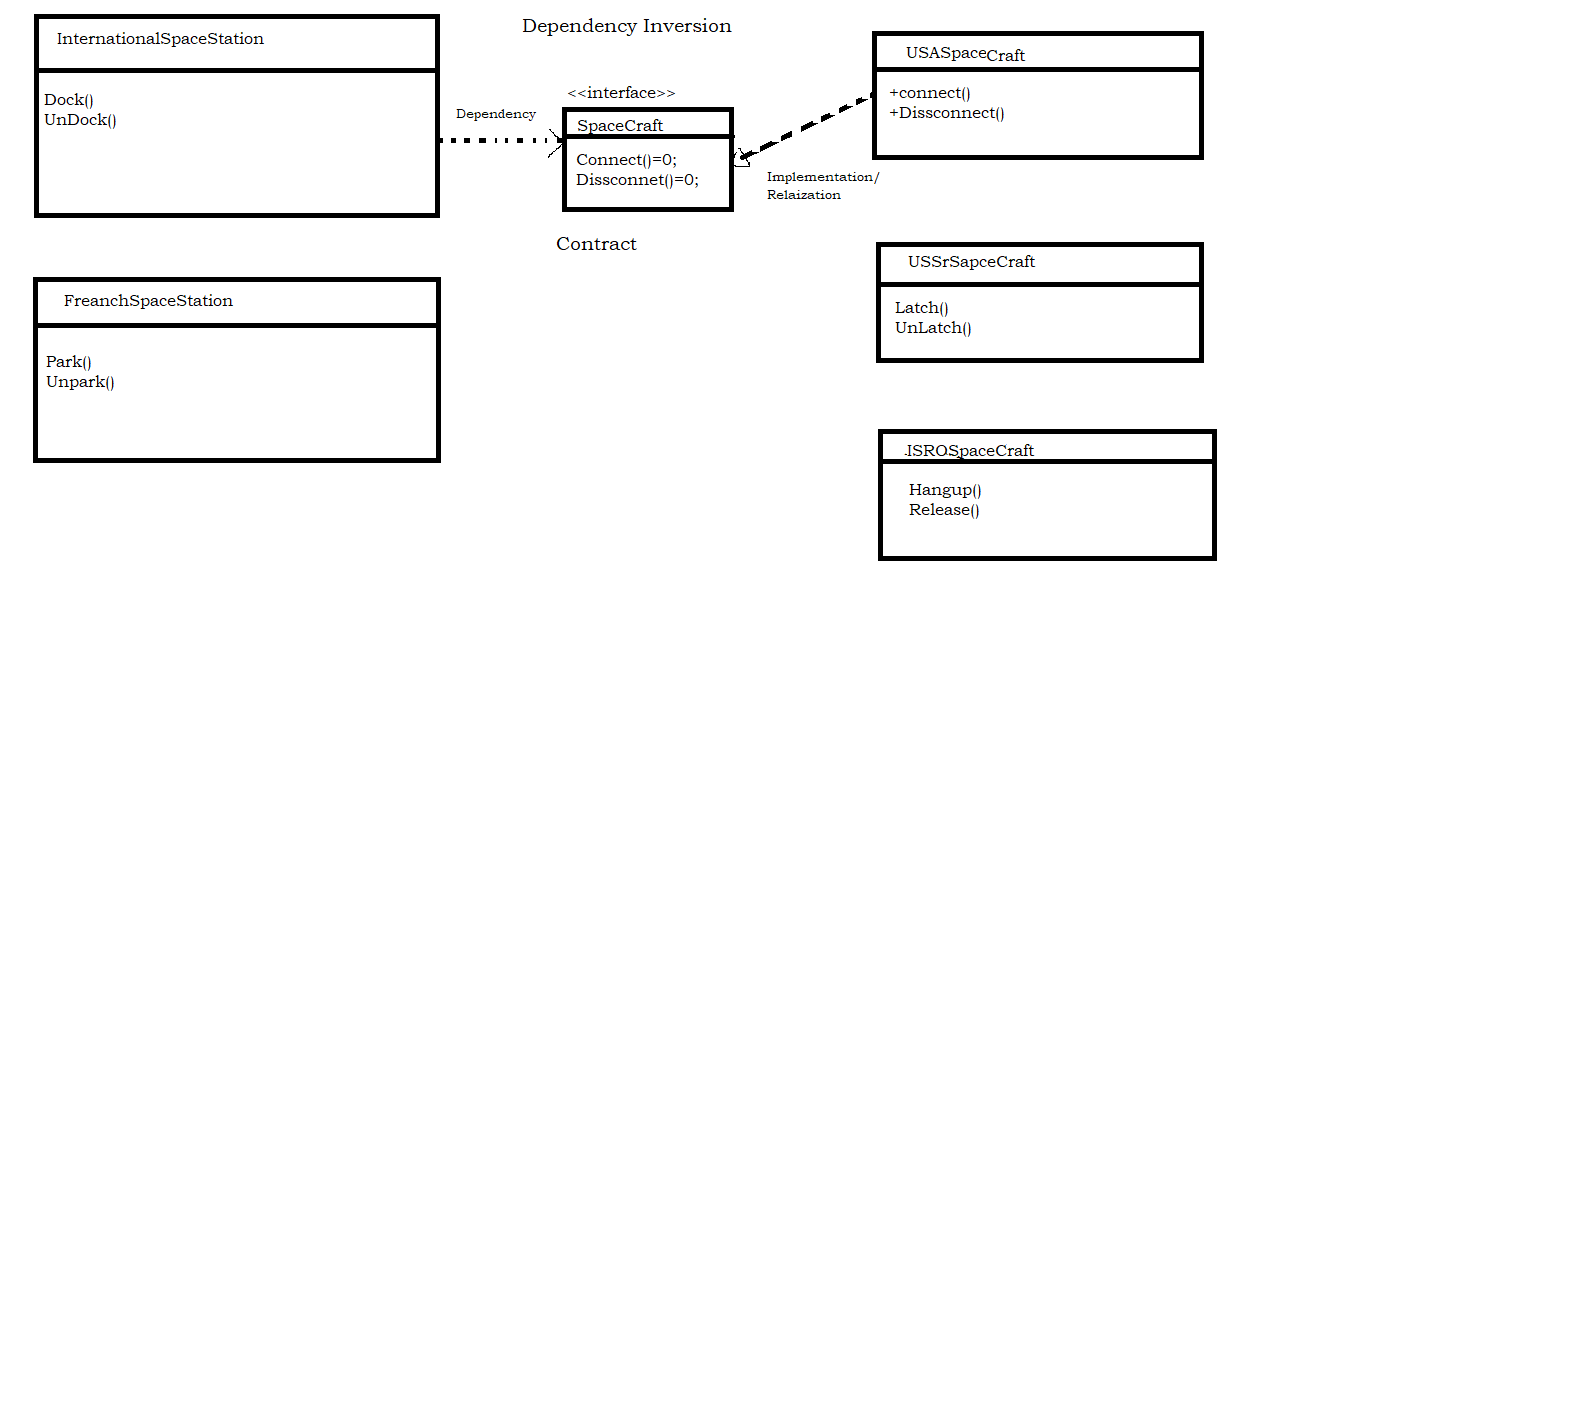 Dependency Inversion
InternationalSpaceStation
Dock()
UnDock()
Dependency
<<interface>>
SpaceCraft
Connect()=0;
Dissconnet()=0;
Contract
USASpaceCraft
+connect()
+Dissconnect()
Implementation/
Relaization
FreanchSpaceStation
Park()
Unpark()
USSrSapceCraft
Latch()
UnLatch()
ISROSpaceCraft
Hangup()
Release()